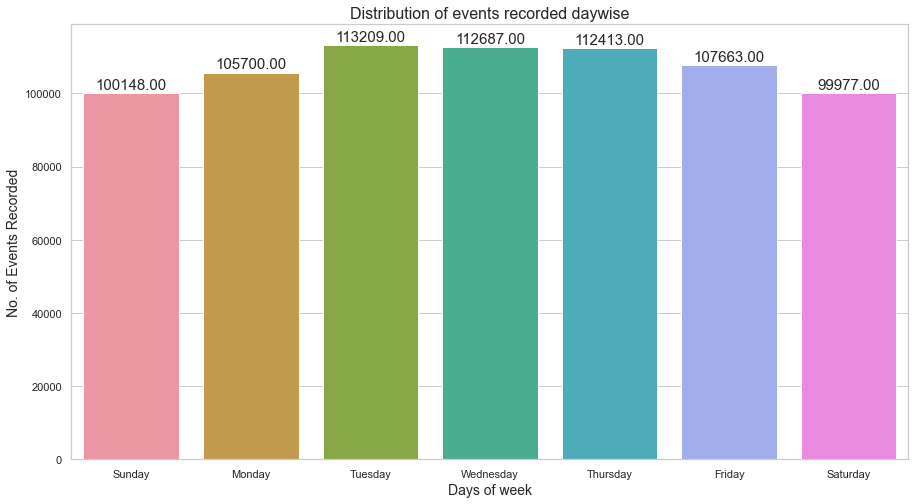 Distribution of events recorded daywise
No. of Events Recorded
100000
80000
60000
40000
20000
0
100148.00
105700.00
113209.00
112687.00
112413.00
107663.00
99977.00
Sunday
Monday
Tuesday
Wednesday
Thursday
Friday
Saturday
Days of week